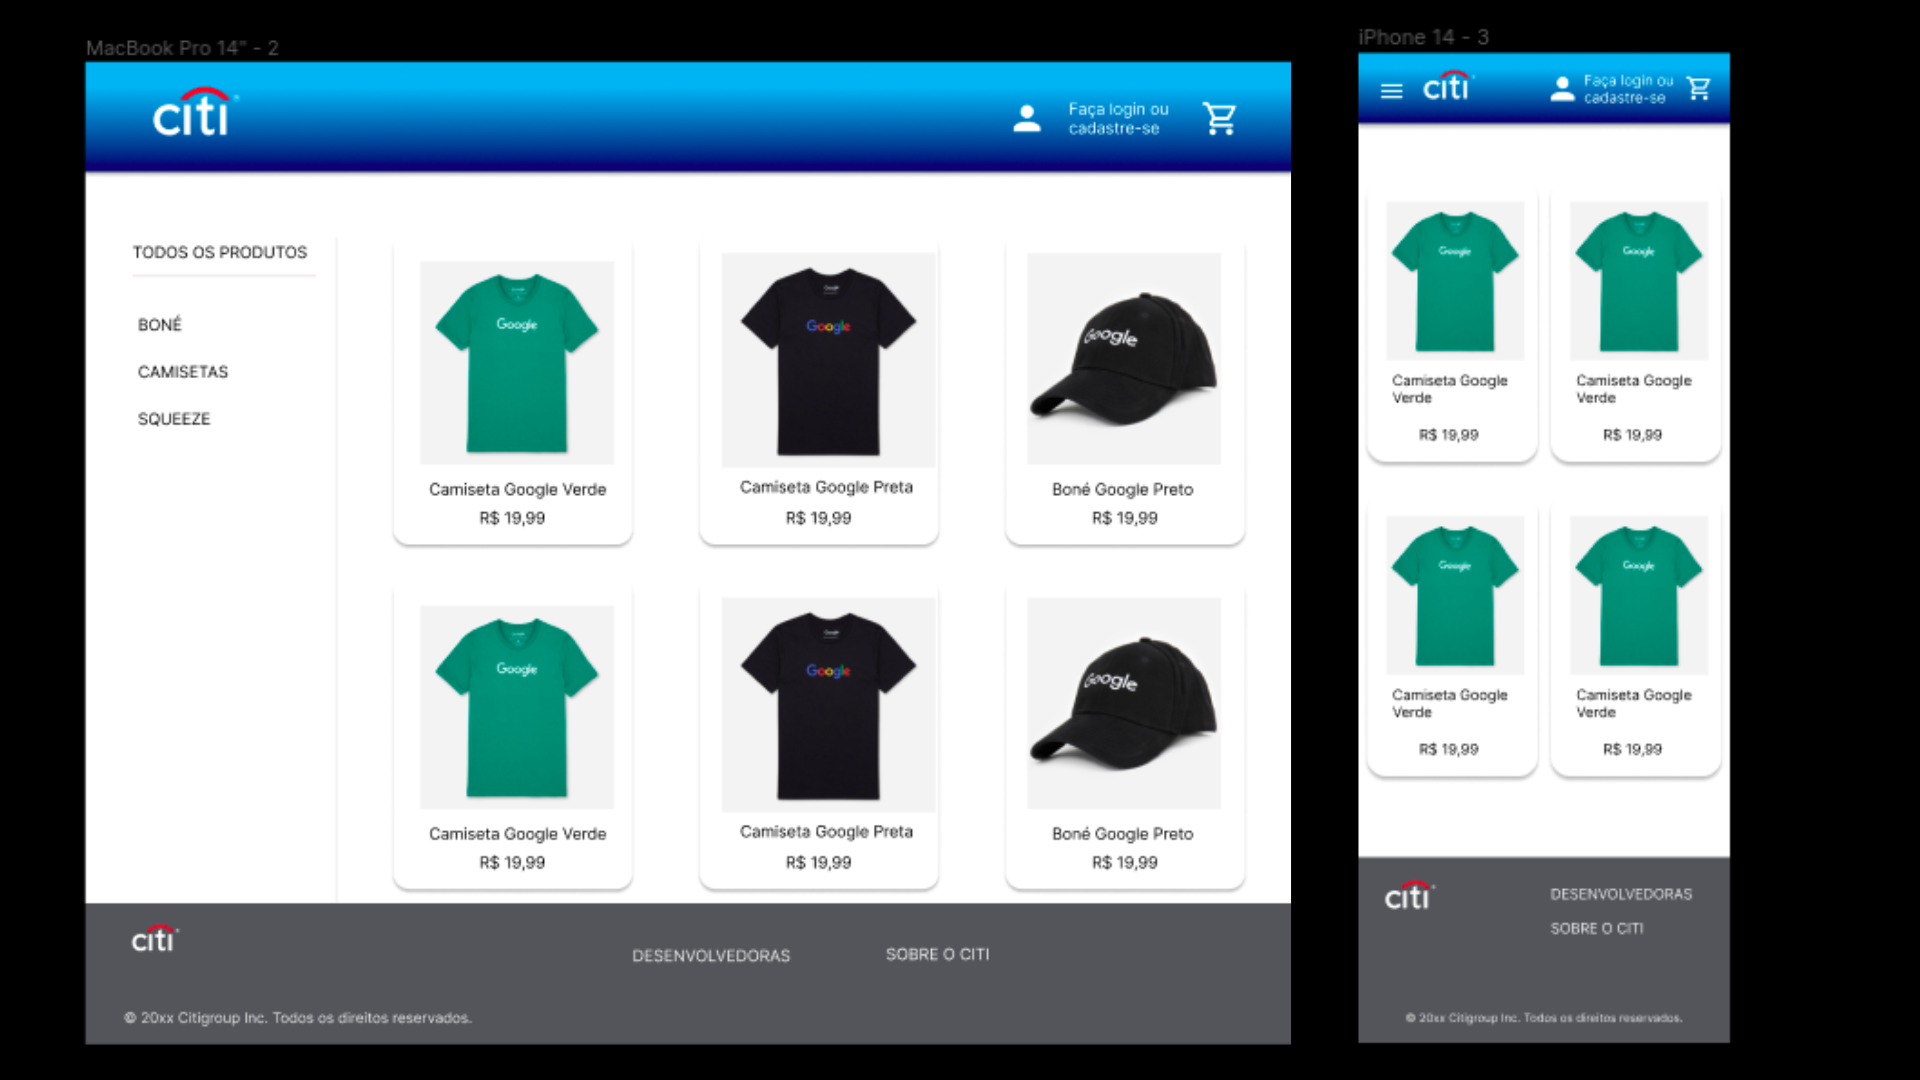 MacBook Pro 14" - 2
citi
Faça login ou
cadastre-se
TODOS OS PRODUTOS
BONÉ
CAMISETAS
SQUEEZE
Google
Camiseta Google Verde
R$ 19,99
Google
Camiseta Google Preta
R$ 19,99
Google
Boné Google Preto
R$ 19,99
Google
Camiseta Google Verde
R$ 19,99
Google
Camiseta Google Preta
R$ 19,99
Google
Boné Google Preto
R$ 19,99
citi
DESENVOLVEDORAS
SOBRE O CITI
© 20xx Citigroup Inc. Todos os direitos reservados.
iPhone 14 - 3
citi
Faça login ou
cadastre-se
Google
Camiseta Google
Verde
R$ 19,99
Google
Camiseta Google
Verde
R$ 19,99
Google
Camiseta Google
Verde
R$ 19,99
Google
Camiseta Google
Verde
R$ 19,99
citi
DESENVOLVEDORAS
SOBRE O CITI
© 20xx Citigroup Inc. Todos os direitos reservados.